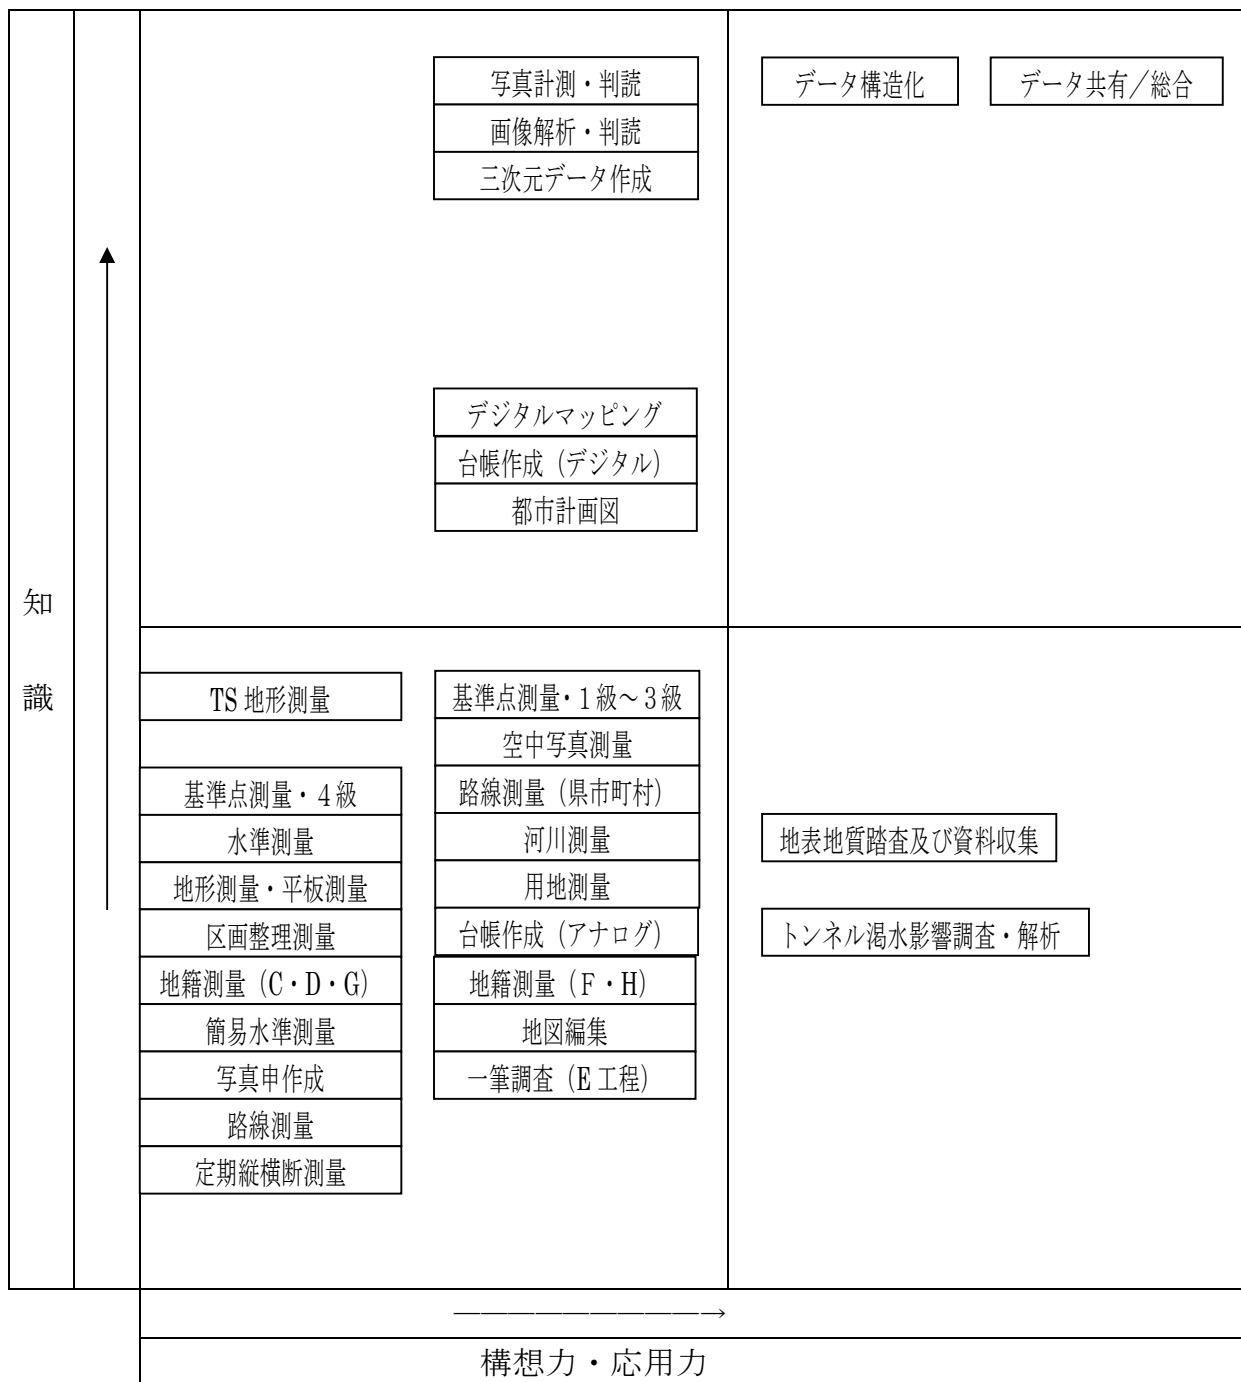 写真計測・判読
画像解析・判読
三次元データ作成
データ構造化
データ共有／総合
デジタルマッピング
台帳作成（デジタル）
都市計画図
知
識
TS 地形測量
基準点測量・４級
水準測量
地形測量・平板測量
区画整理測量
地籍測量（C・D・G）
簡易水準測量
写真申作成
路線測量
定期縦横断測量
基準点測量・１級～３級
空中写真測量
路線測量（県市町村）
河川測量
用地測量
台帳作成（アナログ）
地籍測量（Ｆ・H）
地図編集
一筆調査（E 工程）
地表地質踏査及び資料収集
トンネル渇水影響調査・解析
――――――――――→
構想力・応用力